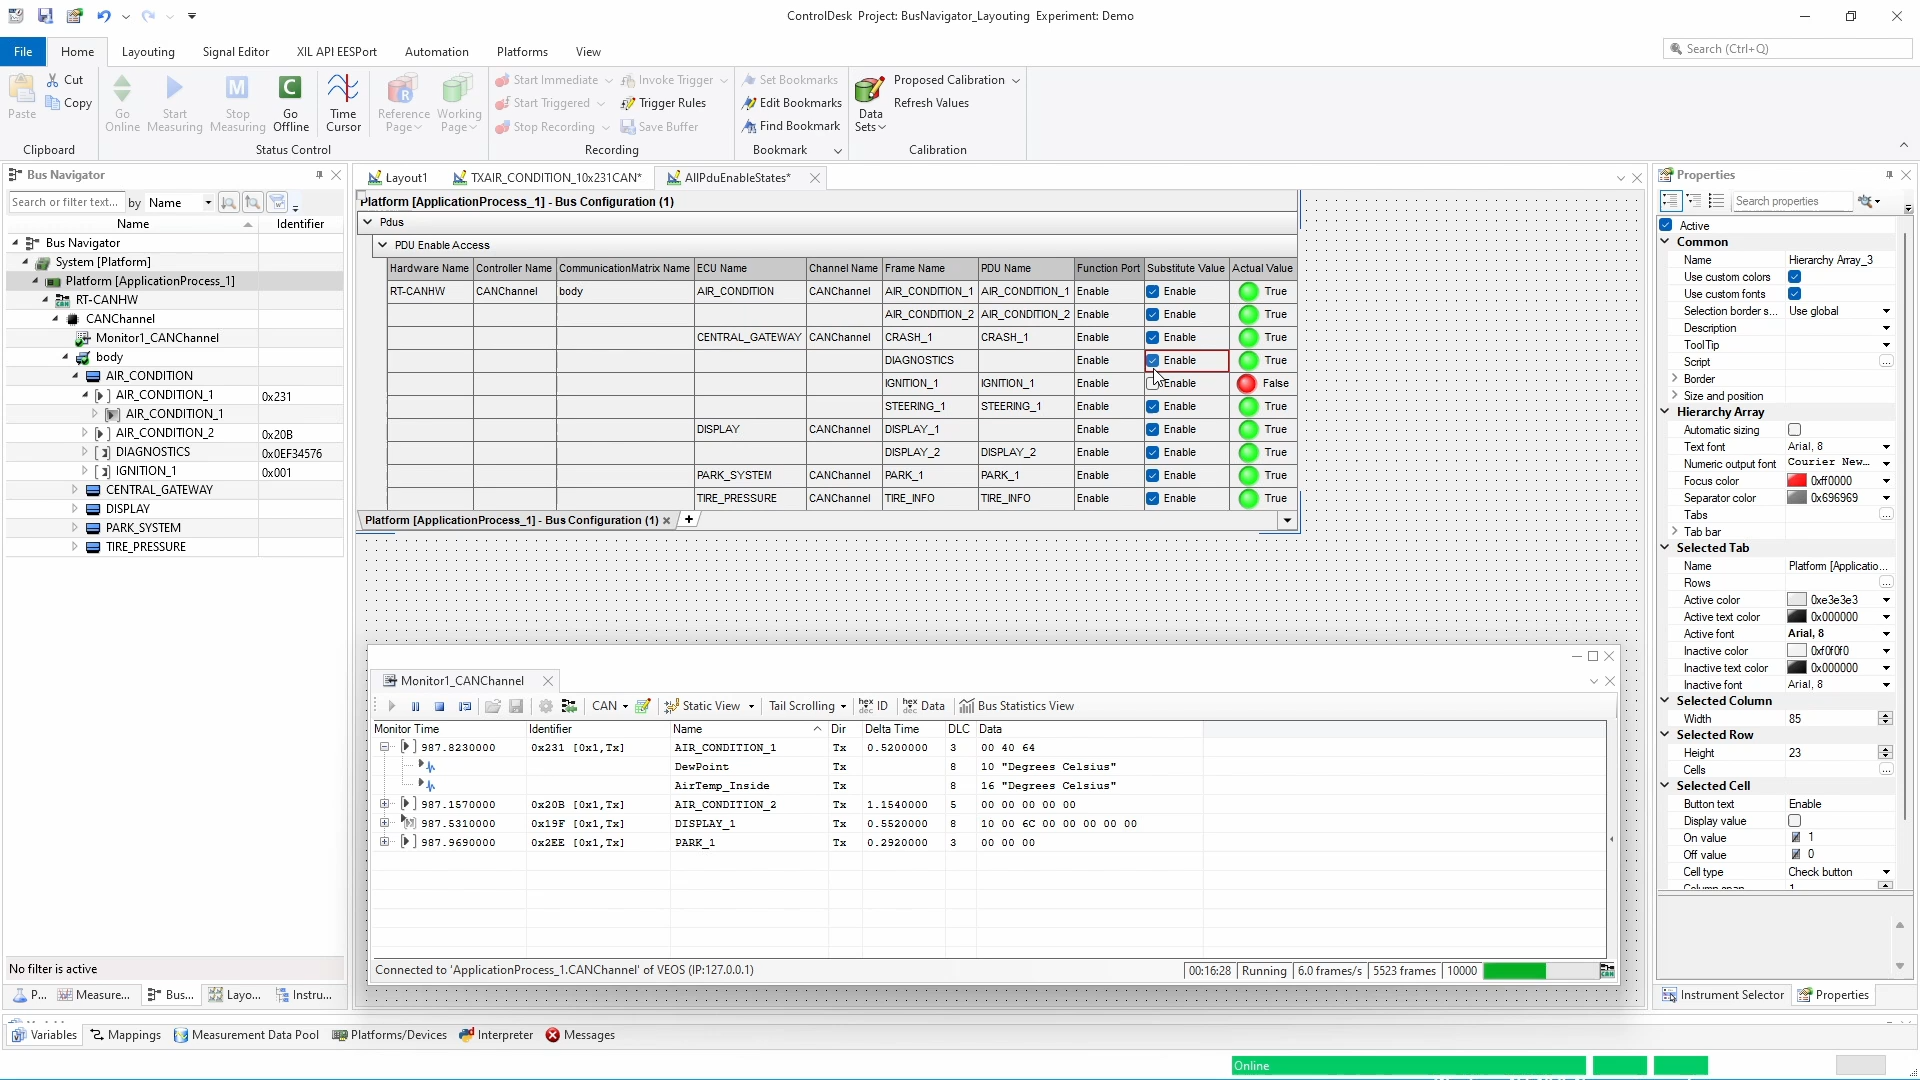 ControlDesk Project: BusNavigator_Layouting Experiment: Demo
File Home Layouting Signal Editor XIL API EESPort Automation Platforms View
Search (Ctrl+Q)
Paste Cut Copy
Clipboard
Go Online Start Measuring Stop Measuring Go Offline Time Cursor Reference Page Working Page
Status Control
Start Immediate Invoke Trigger
Start Triggered Trigger Rules
Stop Recording Save Buffer
Recording
Set Bookmarks
Edit Bookmarks
Find Bookmark
Bookmark
Data Sets Proposed Calibration
Refresh Values
Calibration
Bus Navigator
Search or filter text... by Name
Name Identifier
Bus Navigator
System [Platform]
Platform [ApplicationProcess_1]
RT-CANHW
CANChannel
Monitor1_CANChannel
body
AIR_CONDITION
AIR_CONDITION_1 0x231
AIR_CONDITION_1
AIR_CONDITION_2 0x20B
DIAGNOSTICS 0x0EF34576
IGNITION_1 0x001
CENTRAL_GATEWAY
DISPLAY
PARK_SYSTEM
TIRE_PRESSURE
No filter is active
P... Measure... Bus... Layo... Instru...
Layout1 TXAIR_CONDITION_10x231CAN* AllPduEnableStates*
Platform [ApplicationProcess_1] - Bus Configuration (1)
Pdus
PDU Enable Access
Hardware Name Controller Name CommunicationMatrix Name ECU Name Channel Name Frame Name PDU Name Function Port Substitute Value Actual Value
RT-CANHW CANChannel body AIR_CONDITION CANChannel AIR_CONDITION_1 AIR_CONDITION_1 Enable Enable True
AIR_CONDITION_2 AIR_CONDITION_2 Enable Enable True
CENTRAL_GATEWAY CANChannel CRASH_1 CRASH_1 Enable Enable True
DIAGNOSTICS Enable Enable True
IGNITION_1 IGNITION_1 Enable Enable False
STEERING_1 STEERING_1 Enable Enable True
DISPLAY CANChannel DISPLAY_1 Enable Enable True
DISPLAY_2 DISPLAY_2 Enable Enable True
PARK_SYSTEM CANChannel PARK_1 PARK_1 Enable Enable True
TIRE_PRESSURE CANChannel TIRE_INFO TIRE_INFO Enable Enable True
Platform [ApplicationProcess_1] - Bus Configuration (1)
Monitor1_CANChannel
CAN Static View Tail Scrolling hex dec ID hex dec Data Bus Statistics View
Monitor Time Identifier Name Dir Delta Time DLC Data
987.8230000 0x231 [0x1,Tx] AIR_CONDITION_1 Tx 0.5200000 3 00 40 64
DewPoint Tx 8 10 "Degrees Celsius"
AirTemp_Inside Tx 8 16 "Degrees Celsius"
987.1570000 0x20B [0x1,Tx] AIR_CONDITION_2 Tx 1.1540000 5 00 00 00 00 00
987.5310000 0x19F [0x1,Tx] DISPLAY_1 Tx 0.5520000 8 10 00 6C 00 00 00 00 00
987.9690000 0x2EE [0x1,Tx] PARK_1 Tx 0.2920000 3 00 00 00
Connected to 'ApplicationProcess_1.CANChannel' of VEOS (IP:127.0.0.1) 00:16:28 Running 6.0 frames/s 5523 frames 10000
Properties
Search properties
Active
Common
Name Hierarchy Array_3
Use custom colors
Use custom fonts
Selection border s... Use global
Description
ToolTip
Script
Border
Size and position
Hierarchy Array
Automatic sizing
Text font Arial, 8
Numeric output font Courier New...
Focus color 0xff0000
Separator color 0x696969
Tabs
Tab bar
Selected Tab
Name Platform [Applicatio...
Rows
Active color 0xe3e3e3
Active text color 0x000000
Active font Arial, 8
Inactive color 0xf0f0f0
Inactive text color 0x000000
Inactive font Arial, 8
Selected Column
Width 85
Selected Row
Height 23
Cells
Selected Cell
Button text Enable
Display value
On value 1
Off value 0
Cell type Check button
Column span 1
Instrument Selector Properties
Variables Mappings Measurement Data Pool Platforms/Devices Interpreter Messages
Online